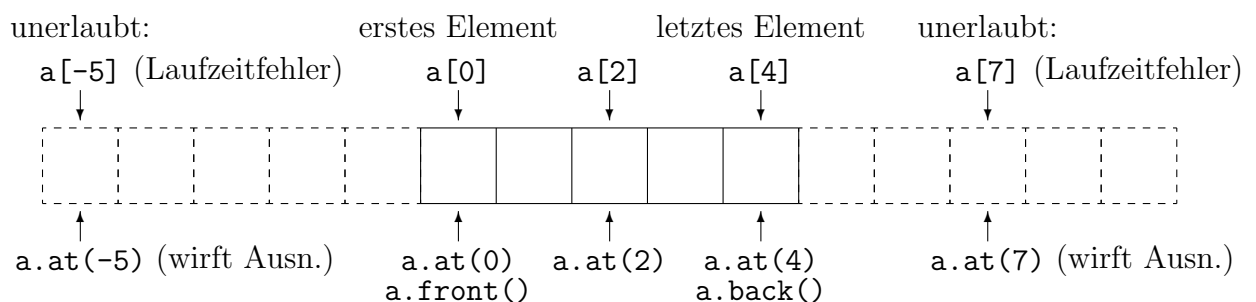 unerlaubt: erstes Element letztes Element unerlaubt:
a[-5] (Laufzeitfehler) a[0] a[2] a[4] a[7] (Laufzeitfehler)
a.at(-5) (wirft Ausn.) a.at(0) a.at(2) a.at(4) a.at(7) (wirft Ausn.)
a.front() a.back()